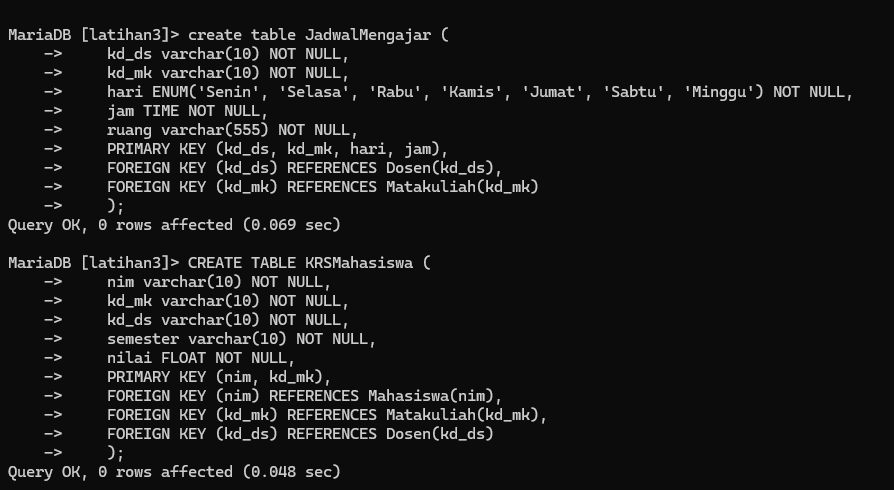 MariaDB [latihan3]> create table JadwalMengajar (
    ->     kd_ds varchar(10) NOT NULL,
    ->     kd_mk varchar(10) NOT NULL,
    ->     hari ENUM('Senin', 'Selasa', 'Rabu', 'Kamis', 'Jumat', 'Sabtu', 'Minggu') NOT NULL,
    ->     jam TIME NOT NULL,
    ->     ruang varchar(555) NOT NULL,
    ->     PRIMARY KEY (kd_ds, kd_mk, hari, jam),
    ->     FOREIGN KEY (kd_ds) REFERENCES Dosen(kd_ds),
    ->     FOREIGN KEY (kd_mk) REFERENCES Matakuliah(kd_mk)
    ->     );
Query OK, 0 rows affected (0.069 sec)

MariaDB [latihan3]> CREATE TABLE KRSMahasiswa (
    ->     nim varchar(10) NOT NULL,
    ->     kd_mk varchar(10) NOT NULL,
    ->     kd_ds varchar(10) NOT NULL,
    ->     semester varchar(10) NOT NULL,
    ->     nilai FLOAT NOT NULL,
    ->     PRIMARY KEY (nim, kd_mk),
    ->     FOREIGN KEY (nim) REFERENCES Mahasiswa(nim),
    ->     FOREIGN KEY (kd_mk) REFERENCES Matakuliah(kd_mk),
    ->     FOREIGN KEY (kd_ds) REFERENCES Dosen(kd_ds)
    ->     );
Query OK, 0 rows affected (0.048 sec)